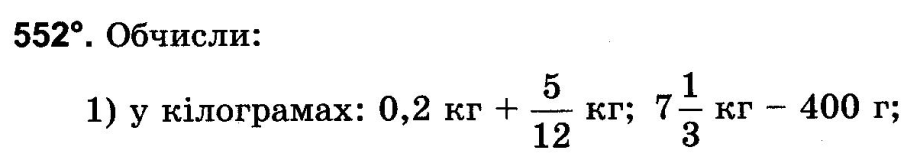 552°. Обчисли:
1) у кілограмах: 0,2 кг + 5/12 кг; 7 1/3 кг – 400 г;